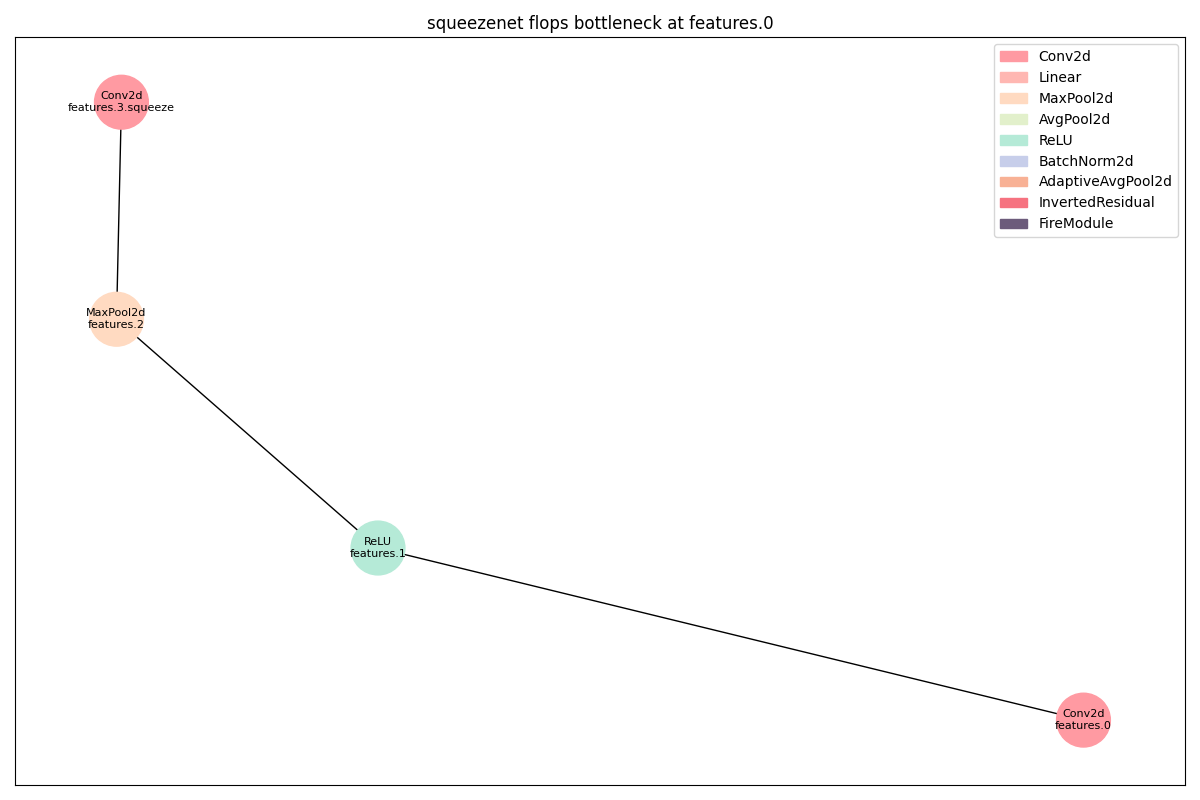 squeezenet flops bottleneck at features.0
Conv2d
Linear
MaxPool2d
AvgPool2d
ReLU
BatchNorm2d
AdaptiveAvgPool2d
InvertedResidual
FireModule
Conv2d
features.3.squeeze
MaxPool2d
features.2
ReLU
features.1
Conv2d
features.0